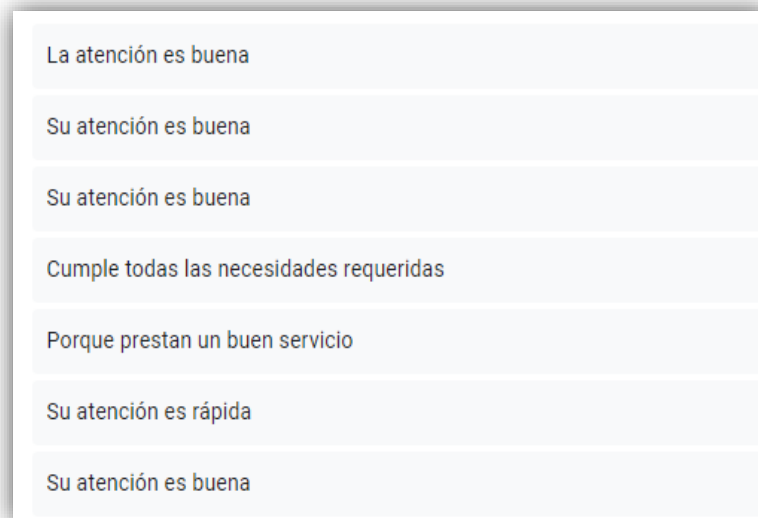 La atención es buena
Su atención es buena
Su atención es buena
Cumple todas las necesidades requeridas
Porque prestan un buen servicio
Su atención es rápida
Su atención es buena